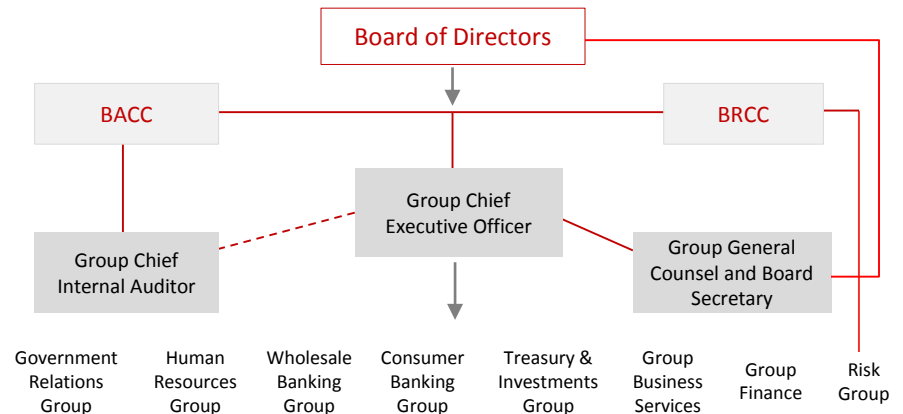 Board of Directors
BACC
BRCC
Group Chief
Executive Officer
Group Chief
Internal Auditor
Group General
Counsel and Board
Secretary
Government
Relations
Group
Human
Resources
Group
Wholesale
Banking
Group
Consumer
Banking
Group
Treasury &
Investments
Group
Group
Business
Services
Group
Finance
Risk
Group